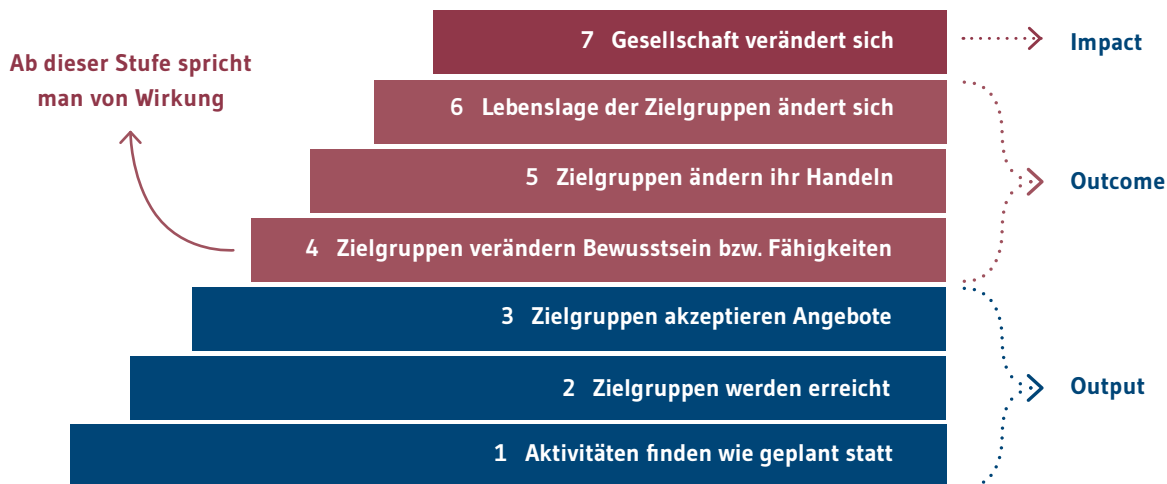 7 Gesellschaft verändert sich
Impact
Ab dieser Stufe spricht
man von Wirkung
6 Lebenslage der Zielgruppen ändert sich
5 Zielgruppen ändern ihr Handeln
Outcome
4 Zielgruppen verändern Bewusstsein bzw. Fähigkeiten
3 Zielgruppen akzeptieren Angebote
2 Zielgruppen werden erreicht
Output
1 Aktivitäten finden wie geplant statt